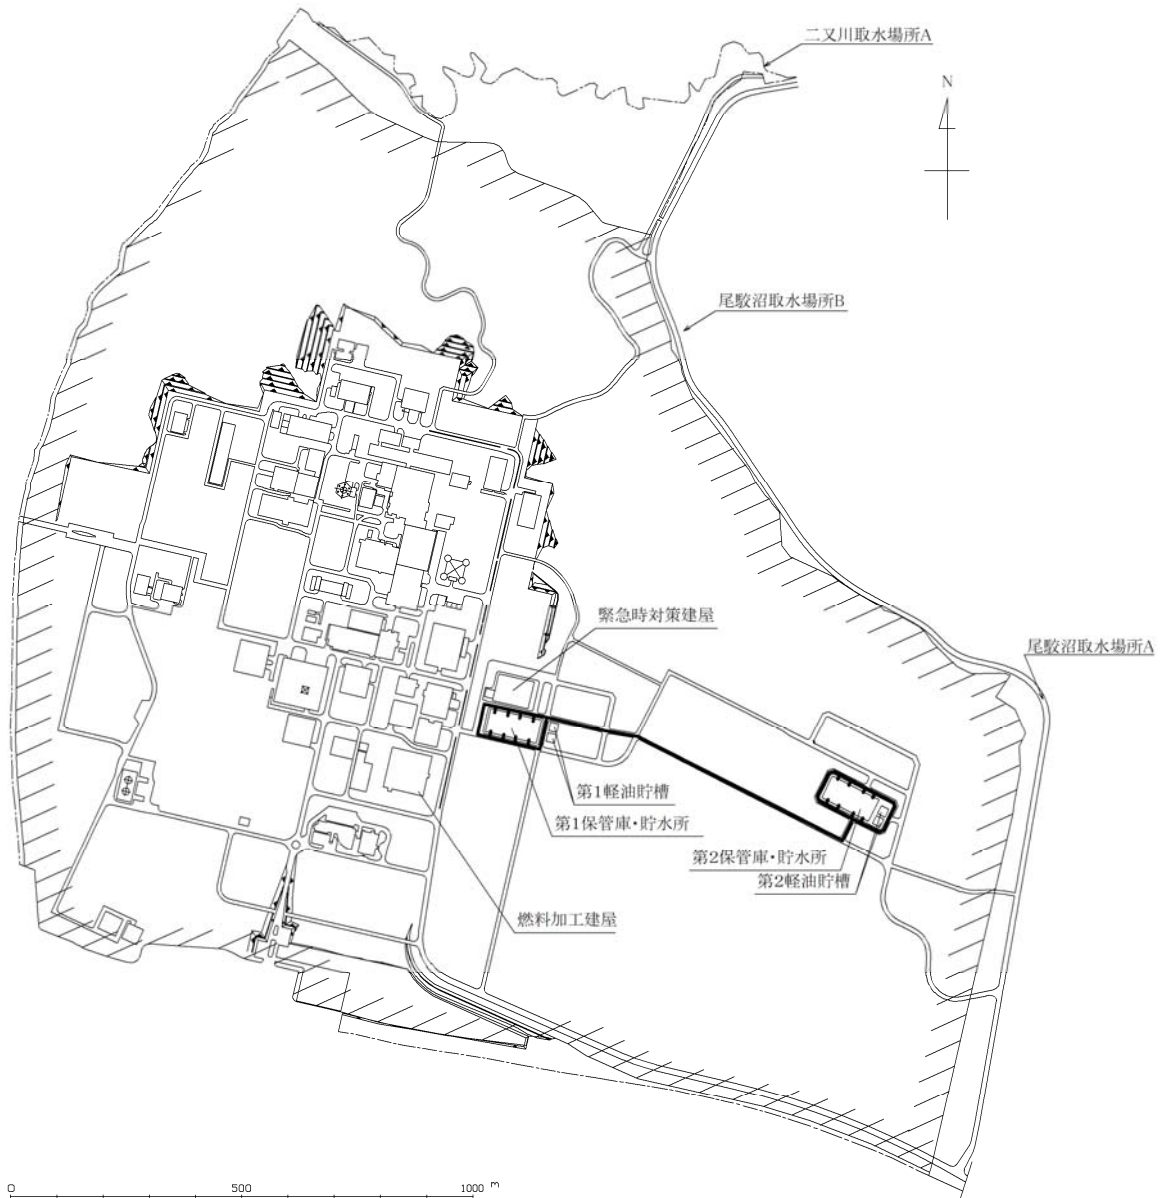 二又川取水場所A
N
尾駮沼取水場所B
緊急時対策建屋
尾駮沼取水場所A
第1軽油貯槽
第1保管庫・貯水所
第2保管庫・貯水所
第2軽油貯槽
燃料加工建屋
0 500 1000 m